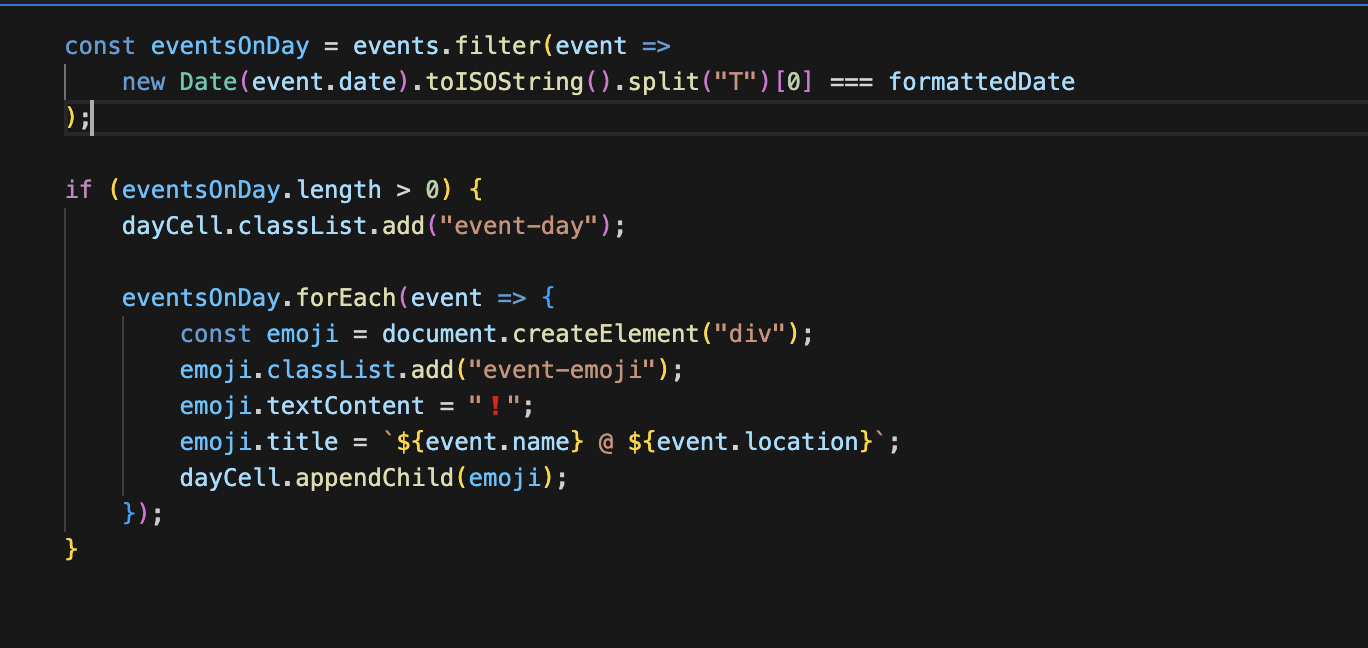 const eventsOnDay = events.filter(event =>
    new Date(event.date).toISOString().split("T")[0] === formattedDate
);
if (eventsOnDay.length > 0) {
    dayCell.classList.add("event-day");
    eventsOnDay.forEach(event => {
        const emoji = document.createElement("div");
        emoji.classList.add("event-emoji");
        emoji.textContent = "❗";
        emoji.title = `${event.name} @ ${event.location}`;
        dayCell.appendChild(emoji);
    });
}